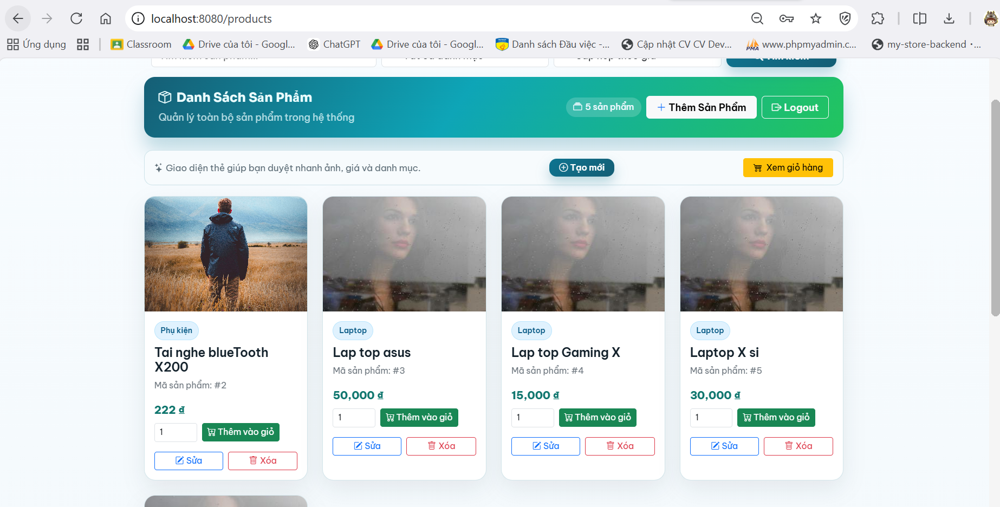 localhost:8080/products
Ứng dụng
Classroom
Drive của tôi - Googl...
ChatGPT
Drive của tôi - Googl...
Danh sách Đầu việc -...
Cập nhật CV CV Dev...
www.phpmyadmin.c...
my-store-backend · ...
Danh Sách Sản Phẩm
Quản lý toàn bộ sản phẩm trong hệ thống
5 sản phẩm
Thêm Sản Phẩm
Logout
Giao diện thẻ giúp bạn duyệt nhanh ảnh, giá và danh mục.
Tạo mới
Xem giỏ hàng
Phụ kiện
Tai nghe blueTooth
X200
Mã sản phẩm: #2
222 đ
1
Thêm vào giỏ
Sửa
Xóa
Laptop
Lap top asus
Mã sản phẩm: #3
50,000 đ
1
Thêm vào giỏ
Sửa
Xóa
Laptop
Lap top Gaming X
Mã sản phẩm: #4
15,000 đ
1
Thêm vào giỏ
Sửa
Xóa
Laptop
Laptop X si
Mã sản phẩm: #5
30,000 đ
1
Thêm vào giỏ
Sửa
Xóa